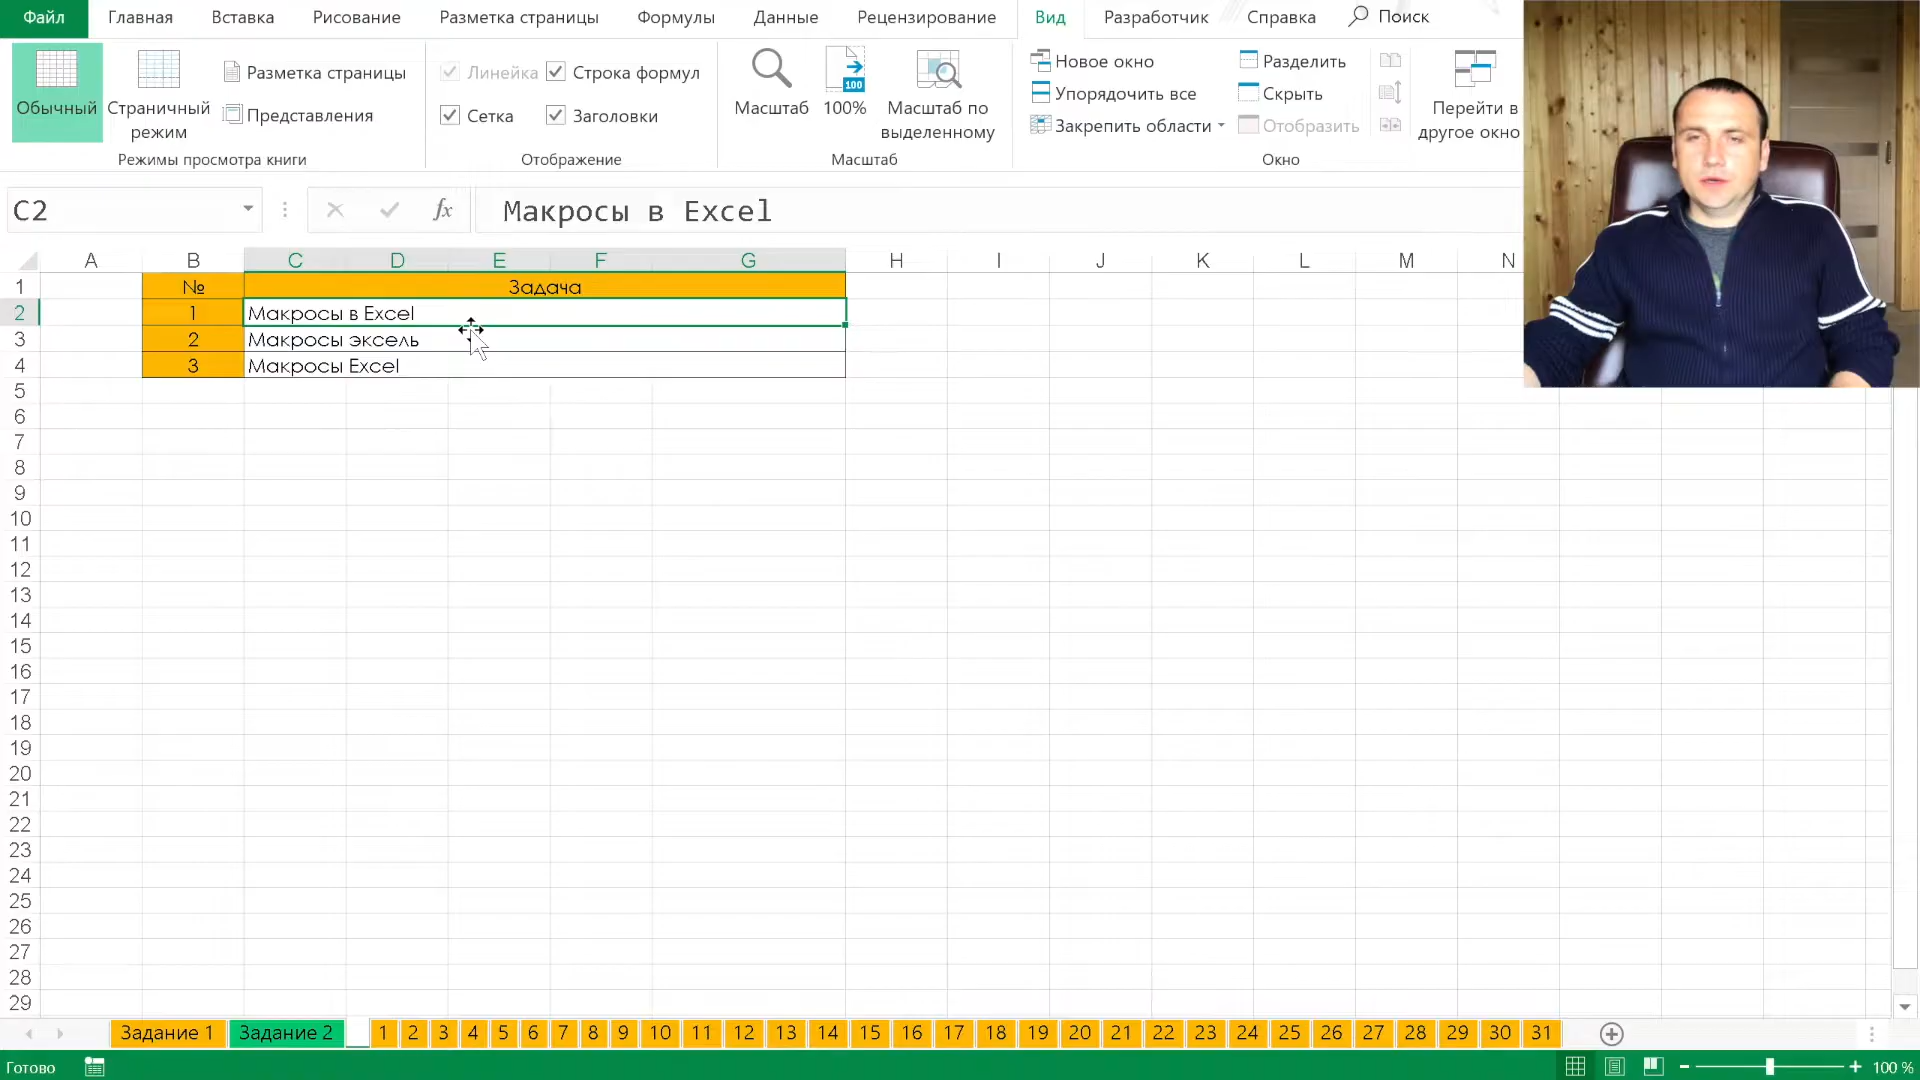 Файл Главная Вставка Рисование Разметка страницы Формулы Данные Рецензирование Вид Разработчик Справка Поиск
Обычный
Страничный режим
Разметка страницы
Представления
Режимы просмотра книги
Линейка
Строка формул
Сетка
Заголовки
Отображение
Масштаб
100
100%
Масштаб по выделенному
Масштаб
Новое окно
Упорядочить все
Закрепить области
Разделить
Скрыть
Отобразить
Перейти в
другое окно
Окно
C2
fx
Макросы в Excel
A B C D E F G H I J K L M N
1 № Задача
2 1 Макросы в Excel
3 2 Макросы эксель
4 3 Макросы Excel
5
6
7
8
9
10
11
12
13
14
15
16
17
18
19
20
21
22
23
24
25
26
27
28
29
Задание 1 Задание 2 1 2 3 4 5 6 7 8 9 10 11 12 13 14 15 16 17 18 19 20 21 22 23 24 25 26 27 28 29 30 31
Готово
100 %